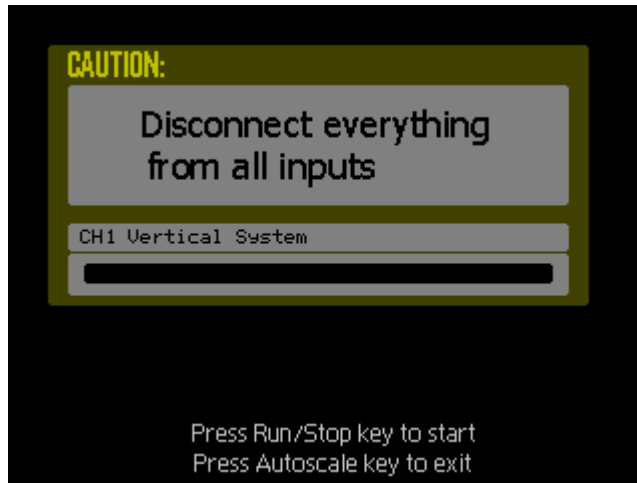 CAUTION:
Disconnect everything
from all inputs
CH1 Vertical System
Press Run/Stop key to start
Press Autoscale key to exit